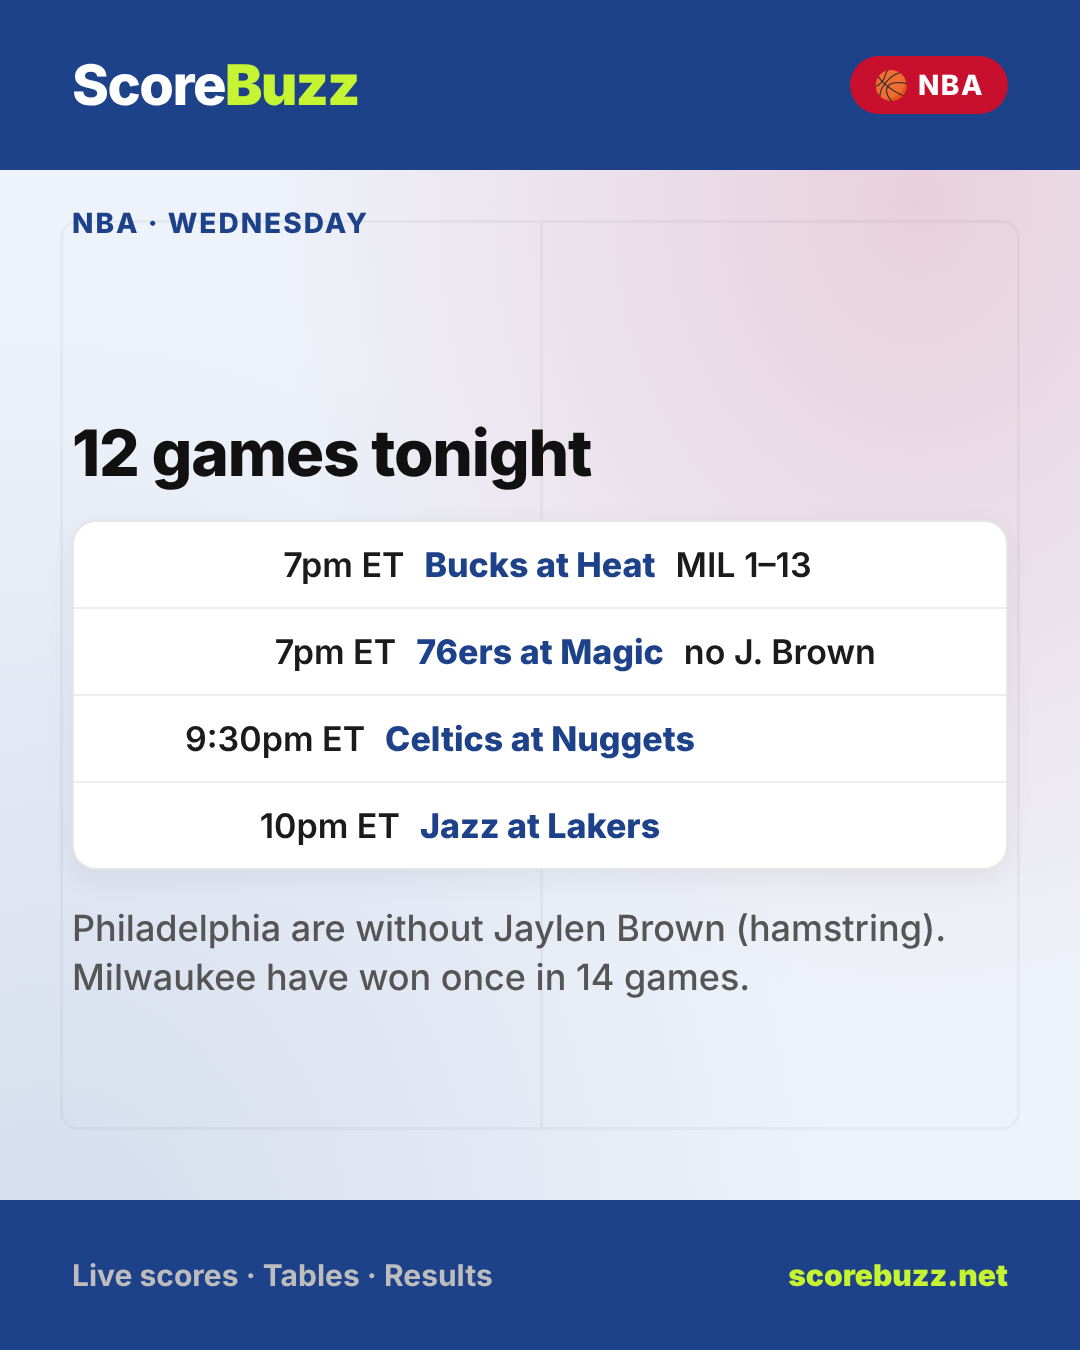 ScoreBuzz
🏀 NBA
NBA · WEDNESDAY
12 games tonight
7pm ET Bucks at Heat MIL 1–13
7pm ET 76ers at Magic no J. Brown
9:30pm ET Celtics at Nuggets
10pm ET Jazz at Lakers
Philadelphia are without Jaylen Brown (hamstring).
Milwaukee have won once in 14 games.
Live scores · Tables · Results
scorebuzz.net